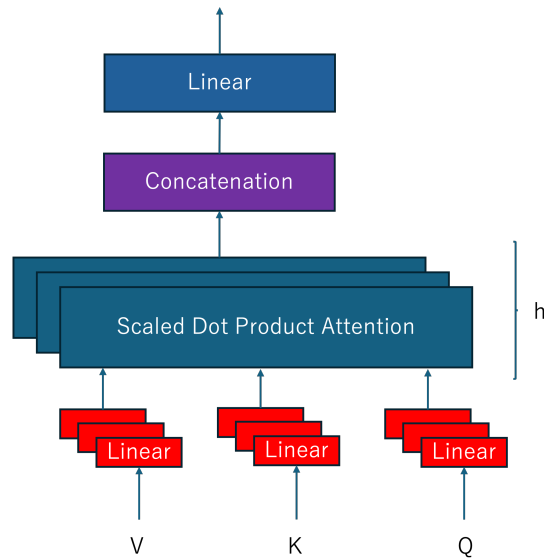 Linear
Concatenation
Scaled Dot Product Attention
h
Linear
Linear
Linear
V
K
Q